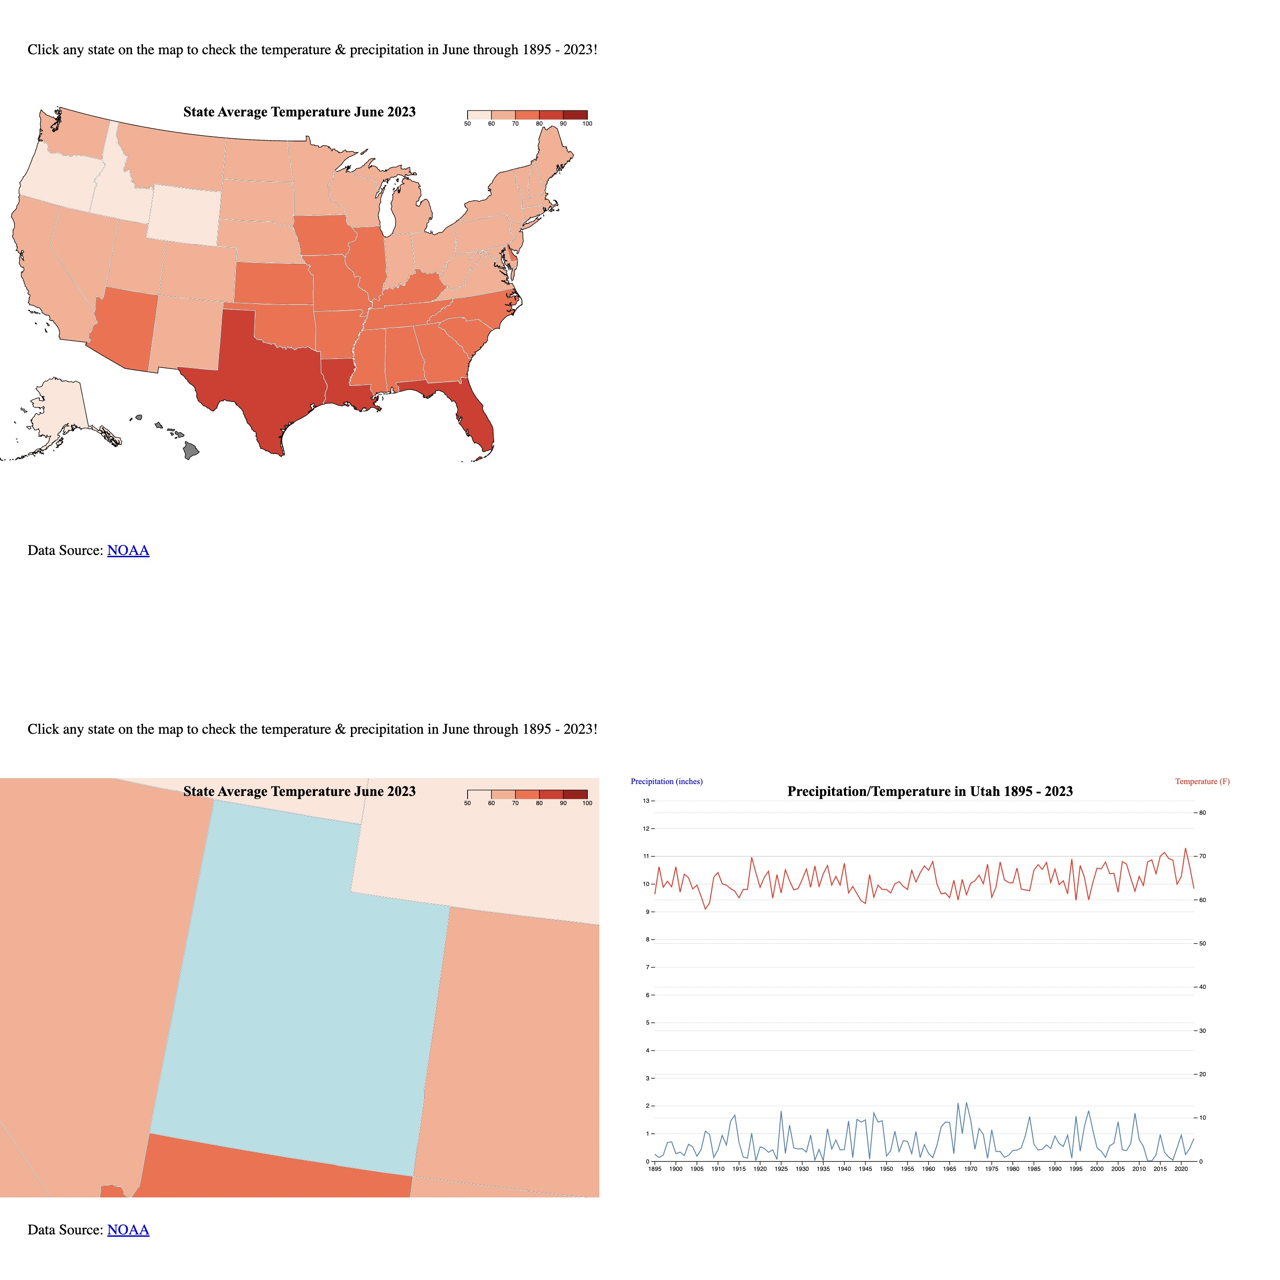 Click any state on the map to check the temperature & precipitation in June through 1895 - 2023!
State Average Temperature June 2023
50 60 70 80 90 100
Data Source: NOAA
Click any state on the map to check the temperature & precipitation in June through 1895 - 2023!
State Average Temperature June 2023
50 60 70 80 90 100
Precipitation (inches)
Temperature (F)
Precipitation/Temperature in Utah 1895 - 2023
13
12
11
10
9
8
7
6
5
4
3
2
1
0
80
70
60
50
40
30
20
10
0
1895 1900 1905 1910 1915 1920 1925 1930 1935 1940 1945 1950 1955 1960 1965 1970 1975 1980 1985 1990 1995 2000 2005 2010 2015 2020
Data Source: NOAA